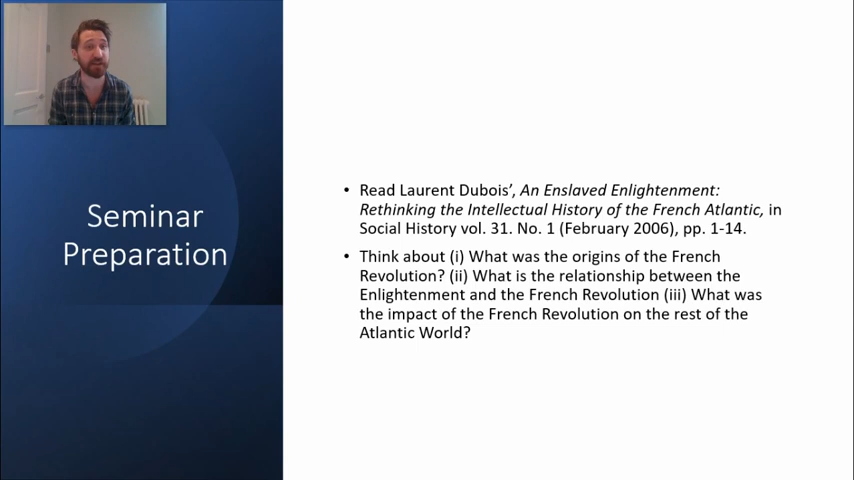 Seminar
Preparation
• Read Laurent Dubois’, An Enslaved Enlightenment:
Rethinking the Intellectual History of the French Atlantic, in
Social History vol. 31. No. 1 (February 2006), pp. 1-14.
• Think about (i) What was the origins of the French
Revolution? (ii) What is the relationship between the
Enlightenment and the French Revolution (iii) What was
the impact of the French Revolution on the rest of the
Atlantic World?